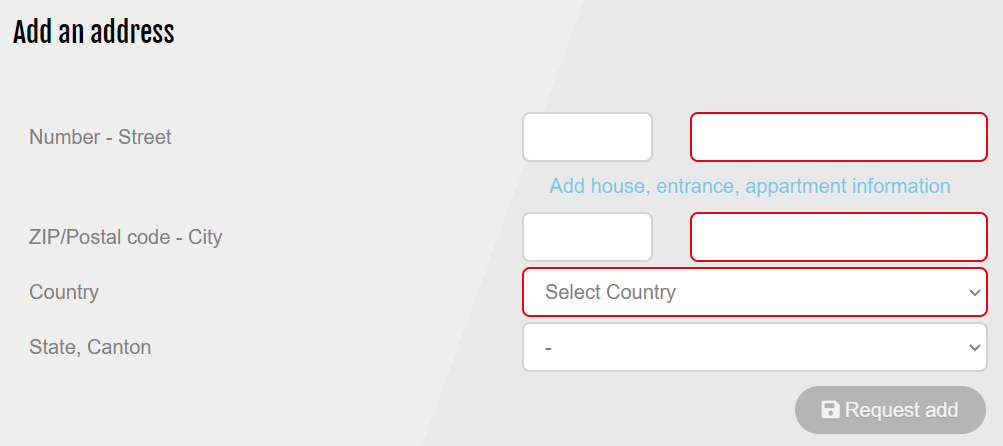 Add an address
Number - Street
Add house, entrance, appartment information
ZIP/Postal code - City
Country
Select Country
State, Canton
-
Request add